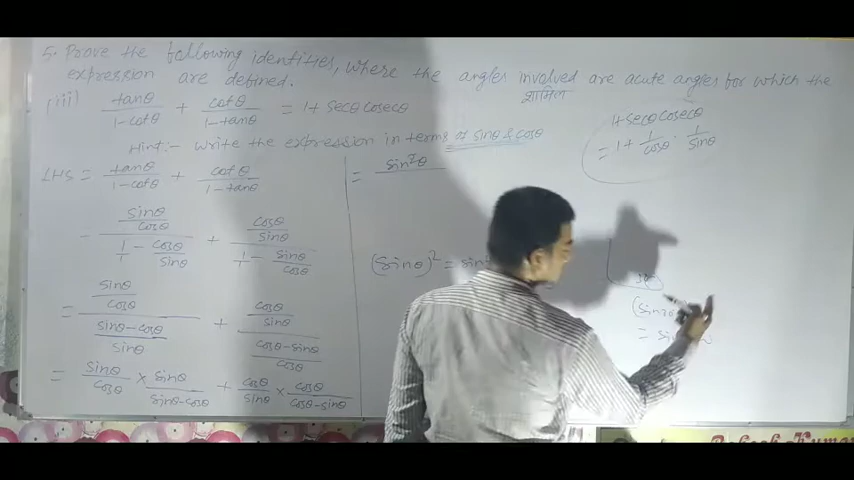 5. Prove the following identities, where the angles involved are acute angles for which the
शामिल
expression are defined.
(iii) tanθ/1-cotθ + cotθ/1-tanθ = 1+ secθ cosecθ
Hint:- Write the expression in terms of sinθ & cosθ
LHS = tanθ/1-cotθ + cotθ/1-tanθ
= sinθ/cosθ / 1/1 - cosθ/sinθ + cosθ/sinθ / 1/1 - sinθ/cosθ
= sinθ/cosθ / sinθ-cosθ/sinθ + cosθ/sinθ / cosθ-sinθ/cosθ
= sinθ/cosθ × sinθ/sinθ-cosθ + cosθ/sinθ × cosθ/cosθ-sinθ
= sin²θ
(sinθ)² =
1+ secθ cosecθ
= 1+ 1/cosθ · 1/sinθ